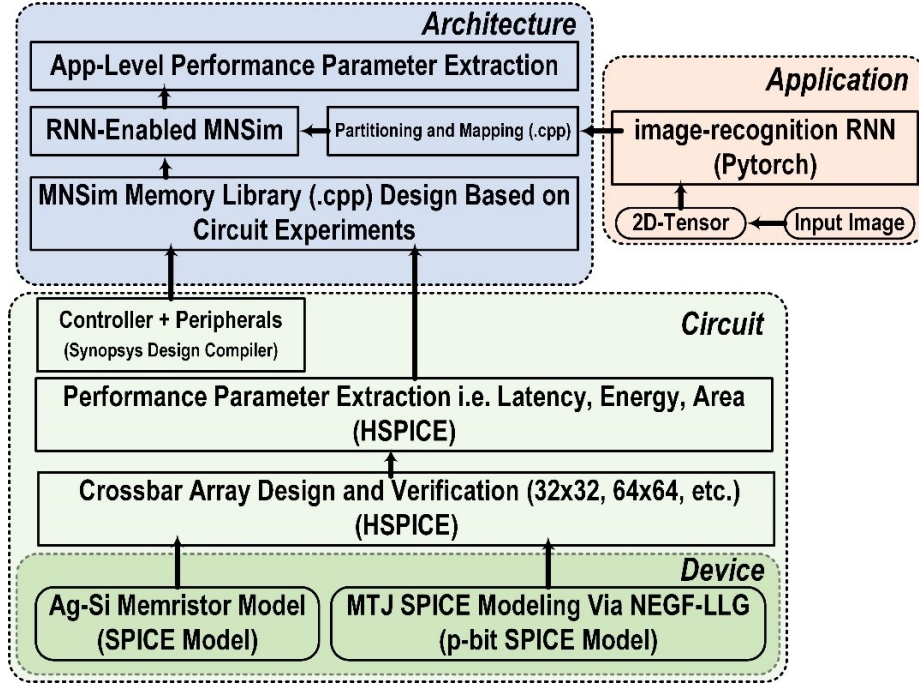 Architecture
App-Level Performance Parameter Extraction
RNN-Enabled MNSim
Partitioning and Mapping (.cpp)
MNSim Memory Library (.cpp) Design Based on
Circuit Experiments
Application
image-recognition RNN
(Pytorch)
2D-Tensor
Input Image
Circuit
Controller + Peripherals
(Synopsys Design Compiler)
Performance Parameter Extraction i.e. Latency, Energy, Area
(HSPICE)
Crossbar Array Design and Verification (32x32, 64x64, etc.)
(HSPICE)
Device
Ag-Si Memristor Model
(SPICE Model)
MTJ SPICE Modeling Via NEGF-LLG
(p-bit SPICE Model)